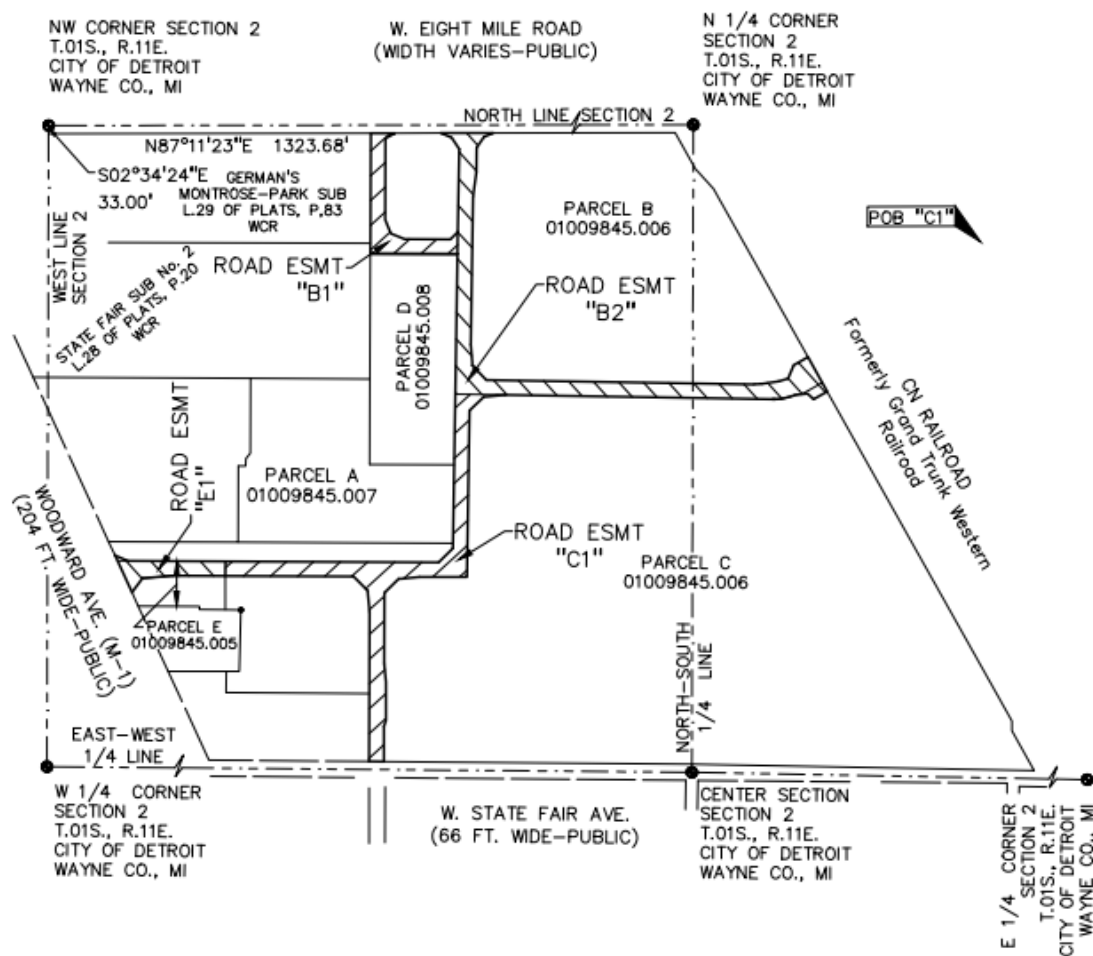 NW CORNER SECTION 2
T.01S., R.11E.
CITY OF DETROIT
WAYNE CO., MI
W. EIGHT MILE ROAD
(WIDTH VARIES-PUBLIC)
N 1/4 CORNER
SECTION 2
T.01S., R.11E.
CITY OF DETROIT
WAYNE CO., MI
NORTH LINE SECTION 2
N87°11'23"E 1323.68'
S02°34'24"E
33.00'
GERMAN'S
MONTROSE-PARK SUB
L.29 OF PLATS, P.83
WCR
WEST LINE
SECTION 2
STATE FAIR SUB No. 2
L.28 OF PLATS, P.20
WCR
ROAD ESMT
"B1"
PARCEL B
01009845.006
POB "C1"
ROAD ESMT
"B2"
PARCEL D
01009845.008
CN RAILROAD
Formerly Grand Trunk Western
Railroad
ROAD ESMT
"E1"
PARCEL A
01009845.007
WOODWARD AVE. (M-1)
(204 FT. WIDE-PUBLIC)
ROAD ESMT
"C1"
PARCEL C
01009845.006
PARCEL E
01009845.005
NORTH-SOUTH
1/4 LINE
EAST-WEST
1/4 LINE
W 1/4 CORNER
SECTION 2
T.01S., R.11E.
CITY OF DETROIT
WAYNE CO., MI
W. STATE FAIR AVE.
(66 FT. WIDE-PUBLIC)
CENTER SECTION
SECTION 2
T.01S., R.11E.
CITY OF DETROIT
WAYNE CO., MI
E 1/4 CORNER
SECTION 2
T.01S., R.11E.
CITY OF DETROIT
WAYNE CO., MI